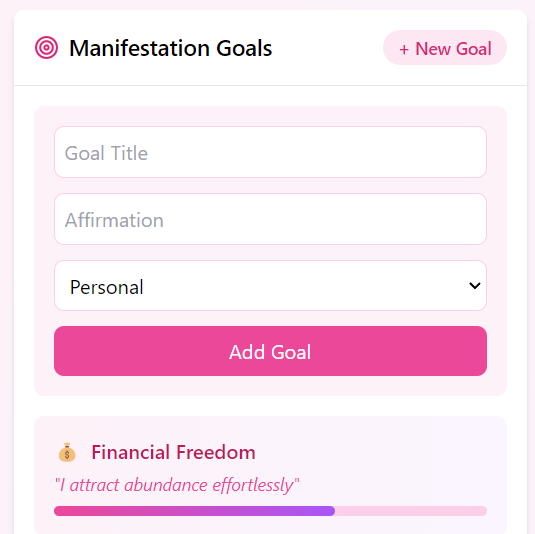 Manifestation Goals
+ New Goal
Goal Title
Affirmation
Personal
Add Goal
Financial Freedom
"I attract abundance effortlessly"